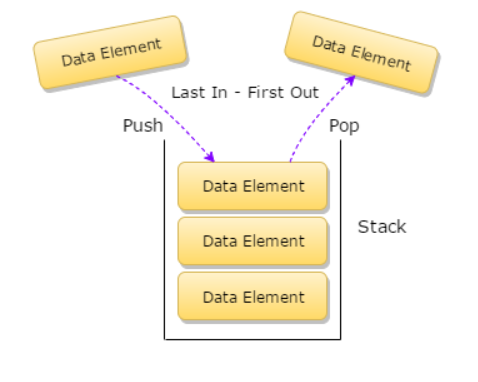 Data Element
Data Element
Last In - First Out
Push
Pop
Data Element
Stack
Data Element
Data Element